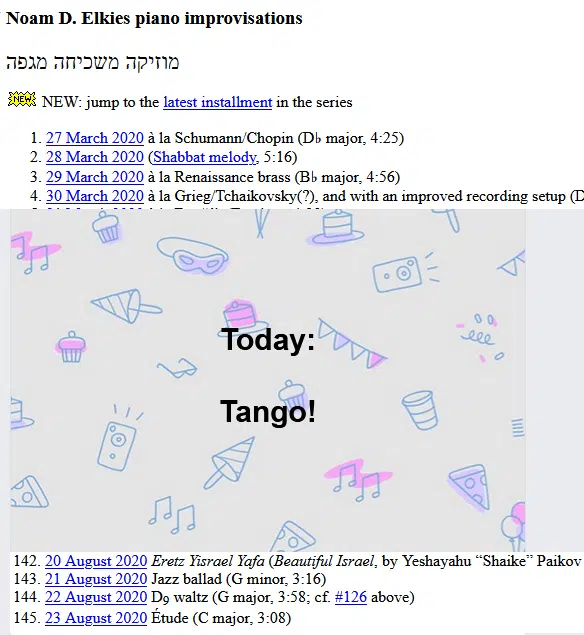 Noam D. Elkies piano improvisations
מוזיקה משכיחה מגפה
NEW NEW: jump to the latest installment in the series
1. 27 March 2020 à la Schumann/Chopin (D♭ major, 4:25)
2. 28 March 2020 (Shabbat melody, 5:16)
3. 29 March 2020 à la Renaissance brass (B♭ major, 4:56)
4. 30 March 2020 à la Grieg/Tchaikovsky(?), and with an improved recording setup (D
Today:
Tango!
142. 20 August 2020 Eretz Yisrael Yafa (Beautiful Israel, by Yeshayahu “Shaike” Paikov
143. 21 August 2020 Jazz ballad (G minor, 3:16)
144. 22 August 2020 D9 waltz (G major, 3:58; cf. #126 above)
145. 23 August 2020 Étude (C major, 3:08)